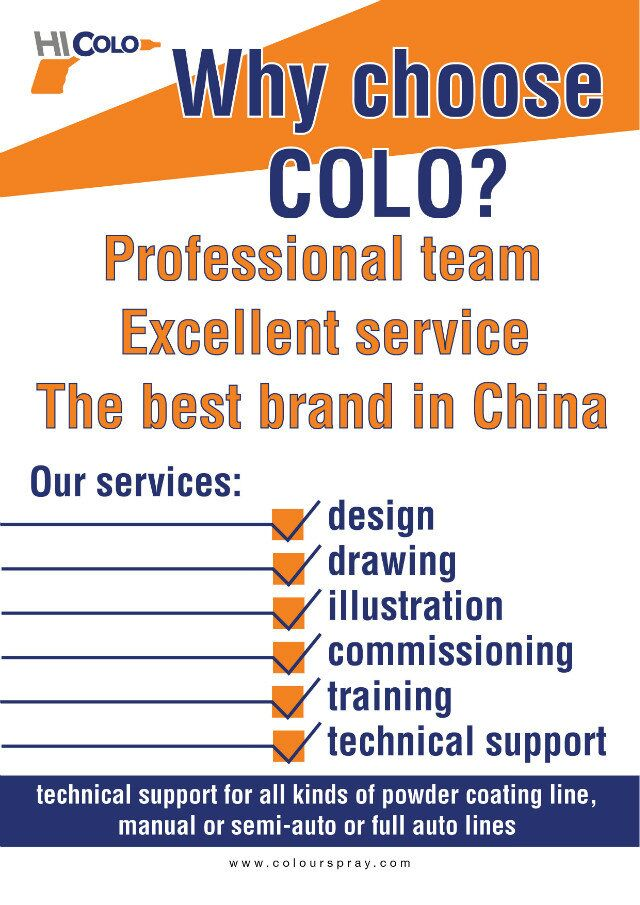 HICOLO
Why choose
COLO?
Professional team
Excellent service
The best brand in China
Our services:
design
drawing
illustration
commissioning
training
technical support
technical support for all kinds of powder coating line,
manual or semi-auto or full auto lines
www.colourspray.com